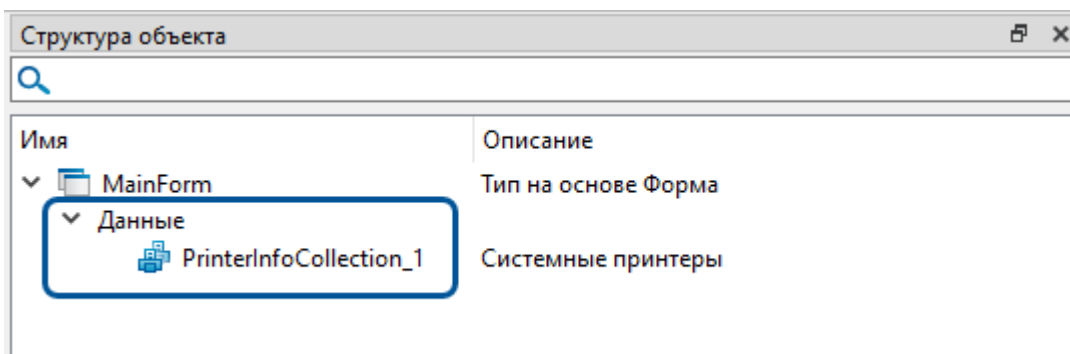 Структура объекта
Имя Описание
MainForm Тип на основе Форма
Данные
PrinterInfoCollection_1 Системные принтеры